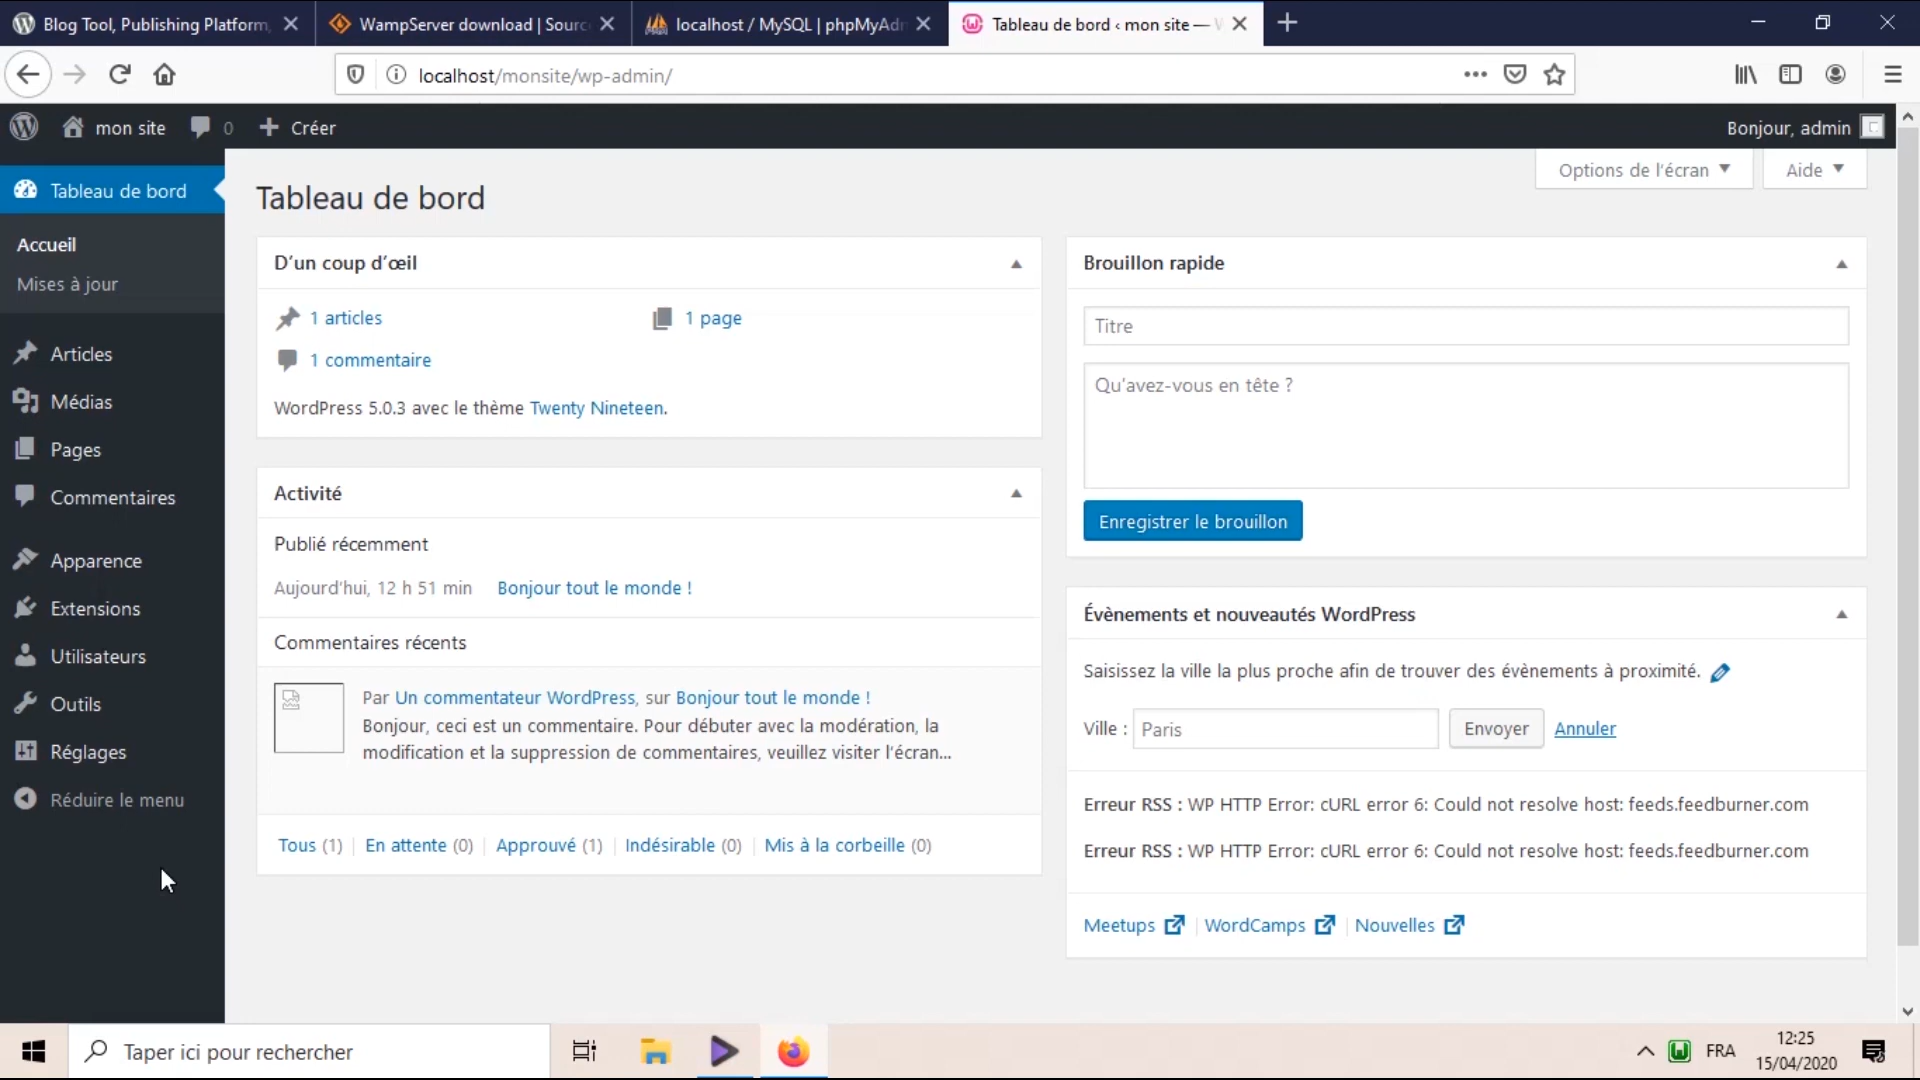 Blog Tool, Publishing Platform,
WampServer download | Sourc
localhost / MySQL | phpMyAdm
Tableau de bord ‹ mon site —
localhost/monsite/wp-admin/
mon site
0
Créer
Bonjour, admin
Tableau de bord
Accueil
Mises à jour
Articles
Médias
Pages
Commentaires
Apparence
Extensions
Utilisateurs
Outils
Réglages
Réduire le menu
Options de l'écran
Aide
Tableau de bord
D'un coup d'œil
1 articles
1 page
1 commentaire
WordPress 5.0.3 avec le thème Twenty Nineteen.
Activité
Publié récemment
Aujourd'hui, 12 h 51 min Bonjour tout le monde !
Commentaires récents
Par Un commentateur WordPress, sur Bonjour tout le monde !
Bonjour, ceci est un commentaire. Pour débuter avec la modération, la
modification et la suppression de commentaires, veuillez visiter l'écran...
Tous (1) | En attente (0) | Approuvé (1) | Indésirable (0) | Mis à la corbeille (0)
Brouillon rapide
Titre
Qu'avez-vous en tête ?
Enregistrer le brouillon
Évènements et nouveautés WordPress
Saisissez la ville la plus proche afin de trouver des évènements à proximité.
Ville : Paris Envoyer Annuler
Erreur RSS : WP HTTP Error: cURL error 6: Could not resolve host: feeds.feedburner.com
Erreur RSS : WP HTTP Error: cURL error 6: Could not resolve host: feeds.feedburner.com
Meetups | WordCamps | Nouvelles
Taper ici pour rechercher
FRA
12:25
15/04/2020